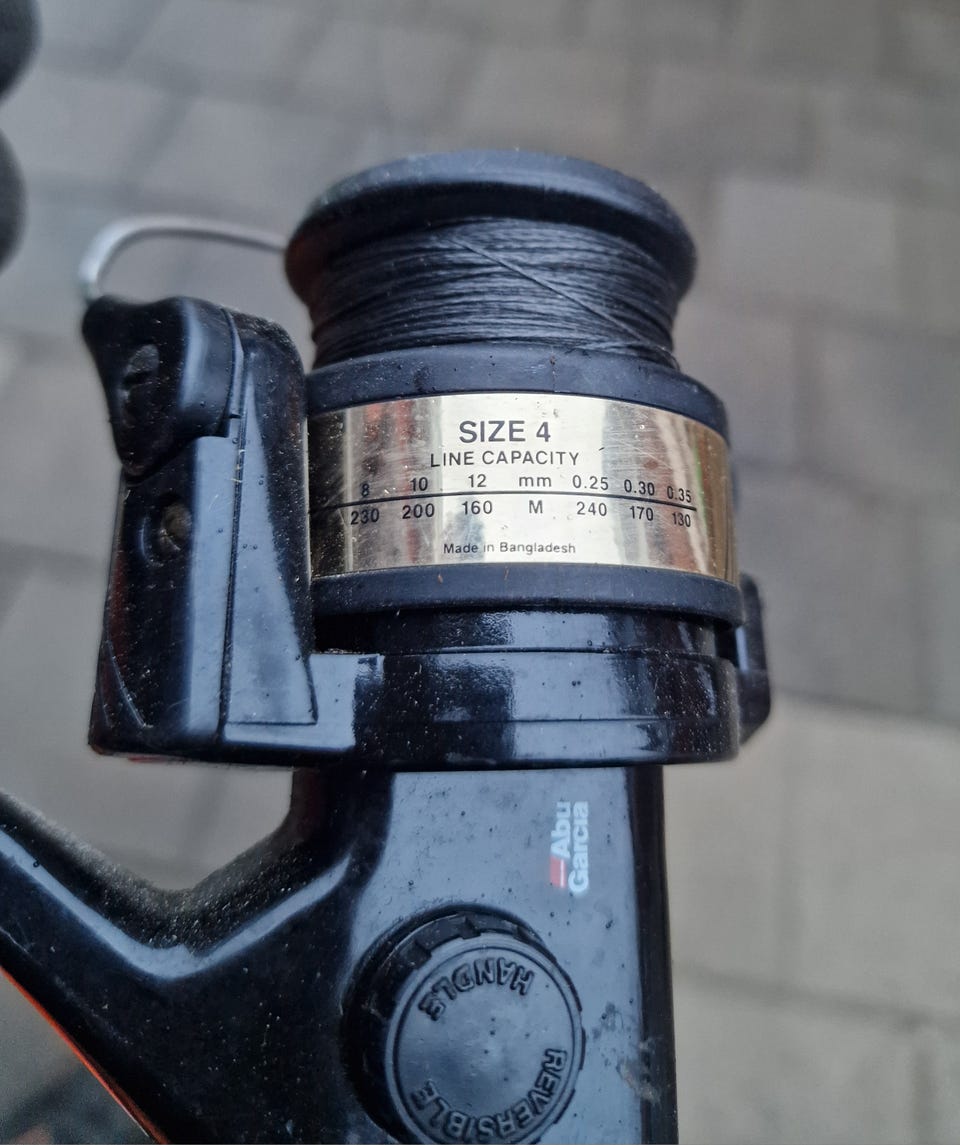 SIZE 4
LINE CAPACITY
8 10 12 mm 0.25 0.30 0.35
230 200 160 M 240 170 130
Made in Bangladesh
Abu
Garcia
HANDLE
REVERSIBLE